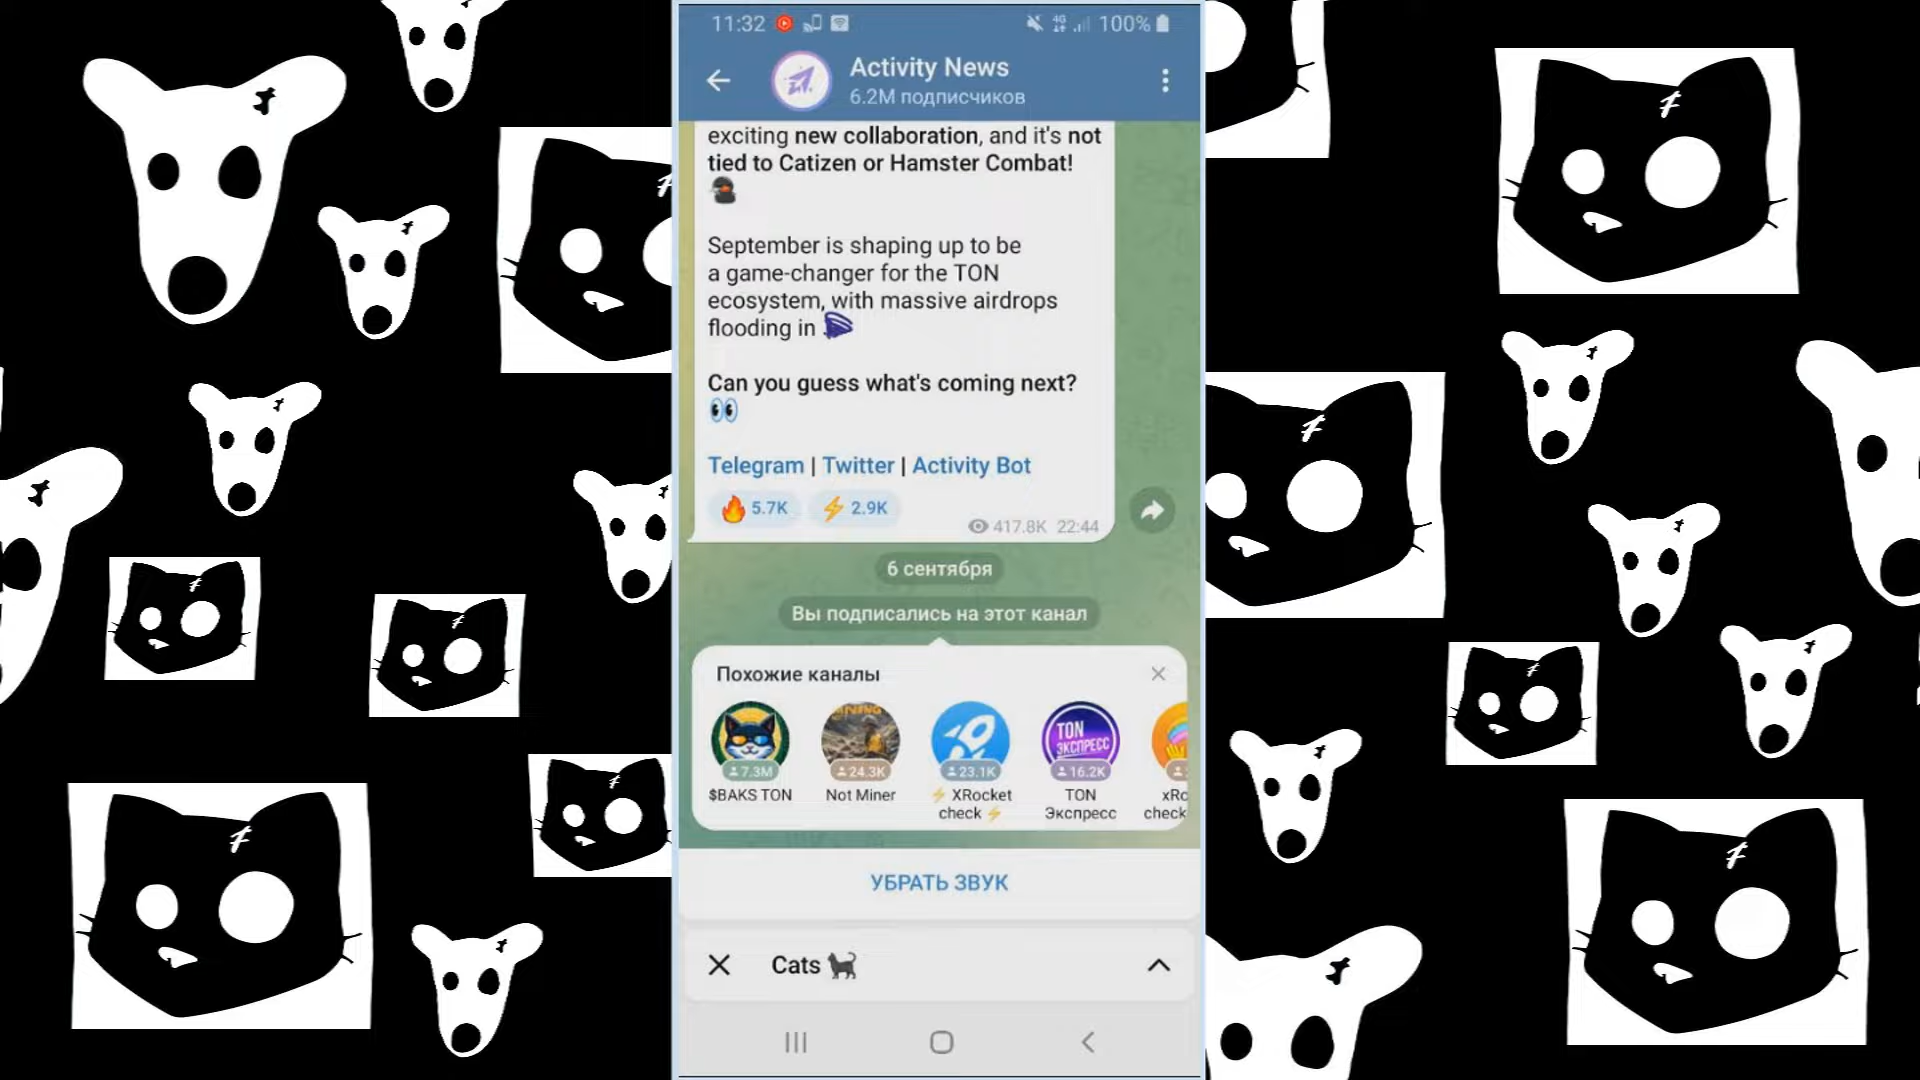 11:32 4G 100%
Activity News
6.2M подписчиков
exciting new collaboration, and it's not
tied to Catizen or Hamster Combat!
September is shaping up to be
a game-changer for the TON
ecosystem, with massive airdrops
flooding in
Can you guess what's coming next?
👀
Telegram | Twitter | Activity Bot
🔥 5.7K ⚡ 2.9K
417.8K 22:44
6 сентября
Вы подписались на этот канал
Похожие каналы
TON
ЭКСПРЕСС
7.3M 24.3K 23.1K 16.2K
$BAKS TON Not Miner ⚡ XRocket TON xRo
check ⚡ Экспресс check
УБРАТЬ ЗВУК
Cats 🐈‍⬛